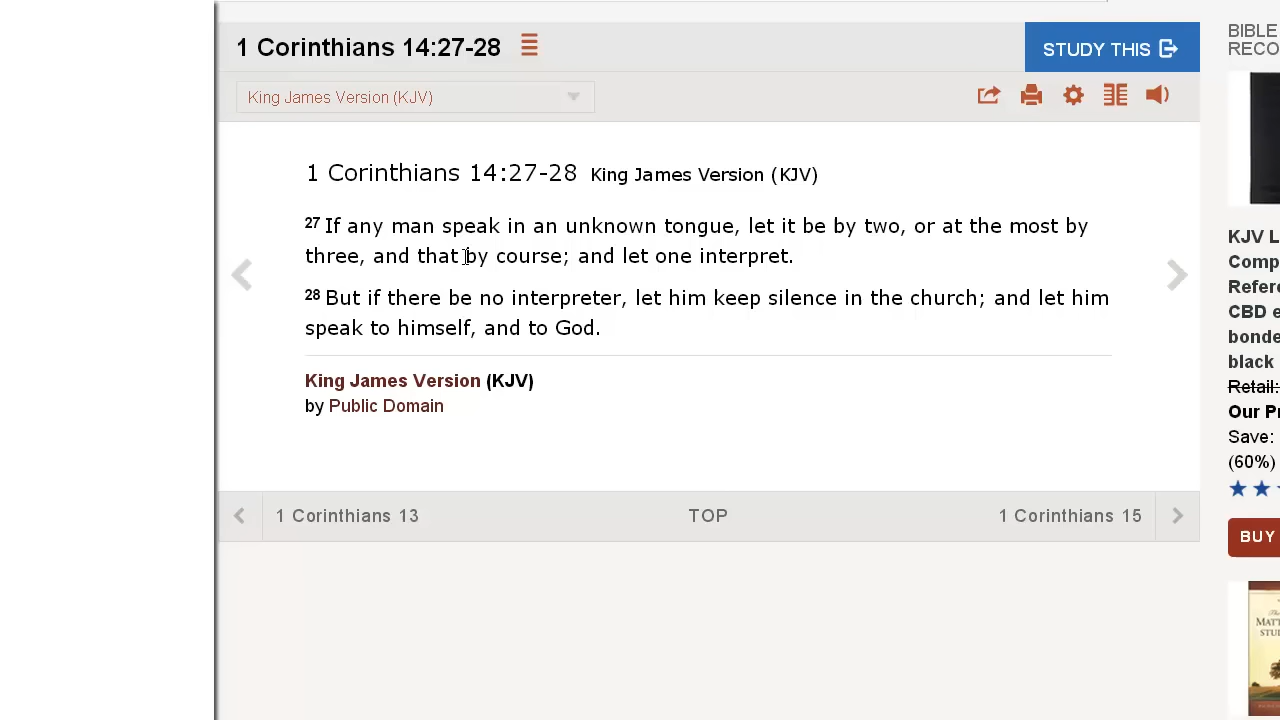 1 Corinthians 14:27-28
STUDY THIS
King James Version (KJV)
1 Corinthians 14:27-28 King James Version (KJV)
27 If any man speak in an unknown tongue, let it be by two, or at the most by
three, and that by course; and let one interpret.
28 But if there be no interpreter, let him keep silence in the church; and let him
speak to himself, and to God.
King James Version (KJV)
by Public Domain
1 Corinthians 13
TOP
1 Corinthians 15
BIBLE
RECO
KJV L
Comp
Refere
CBD e
bonde
black
Retail:
Our Pr
Save:
(60%)
BUY
MATT
STUD